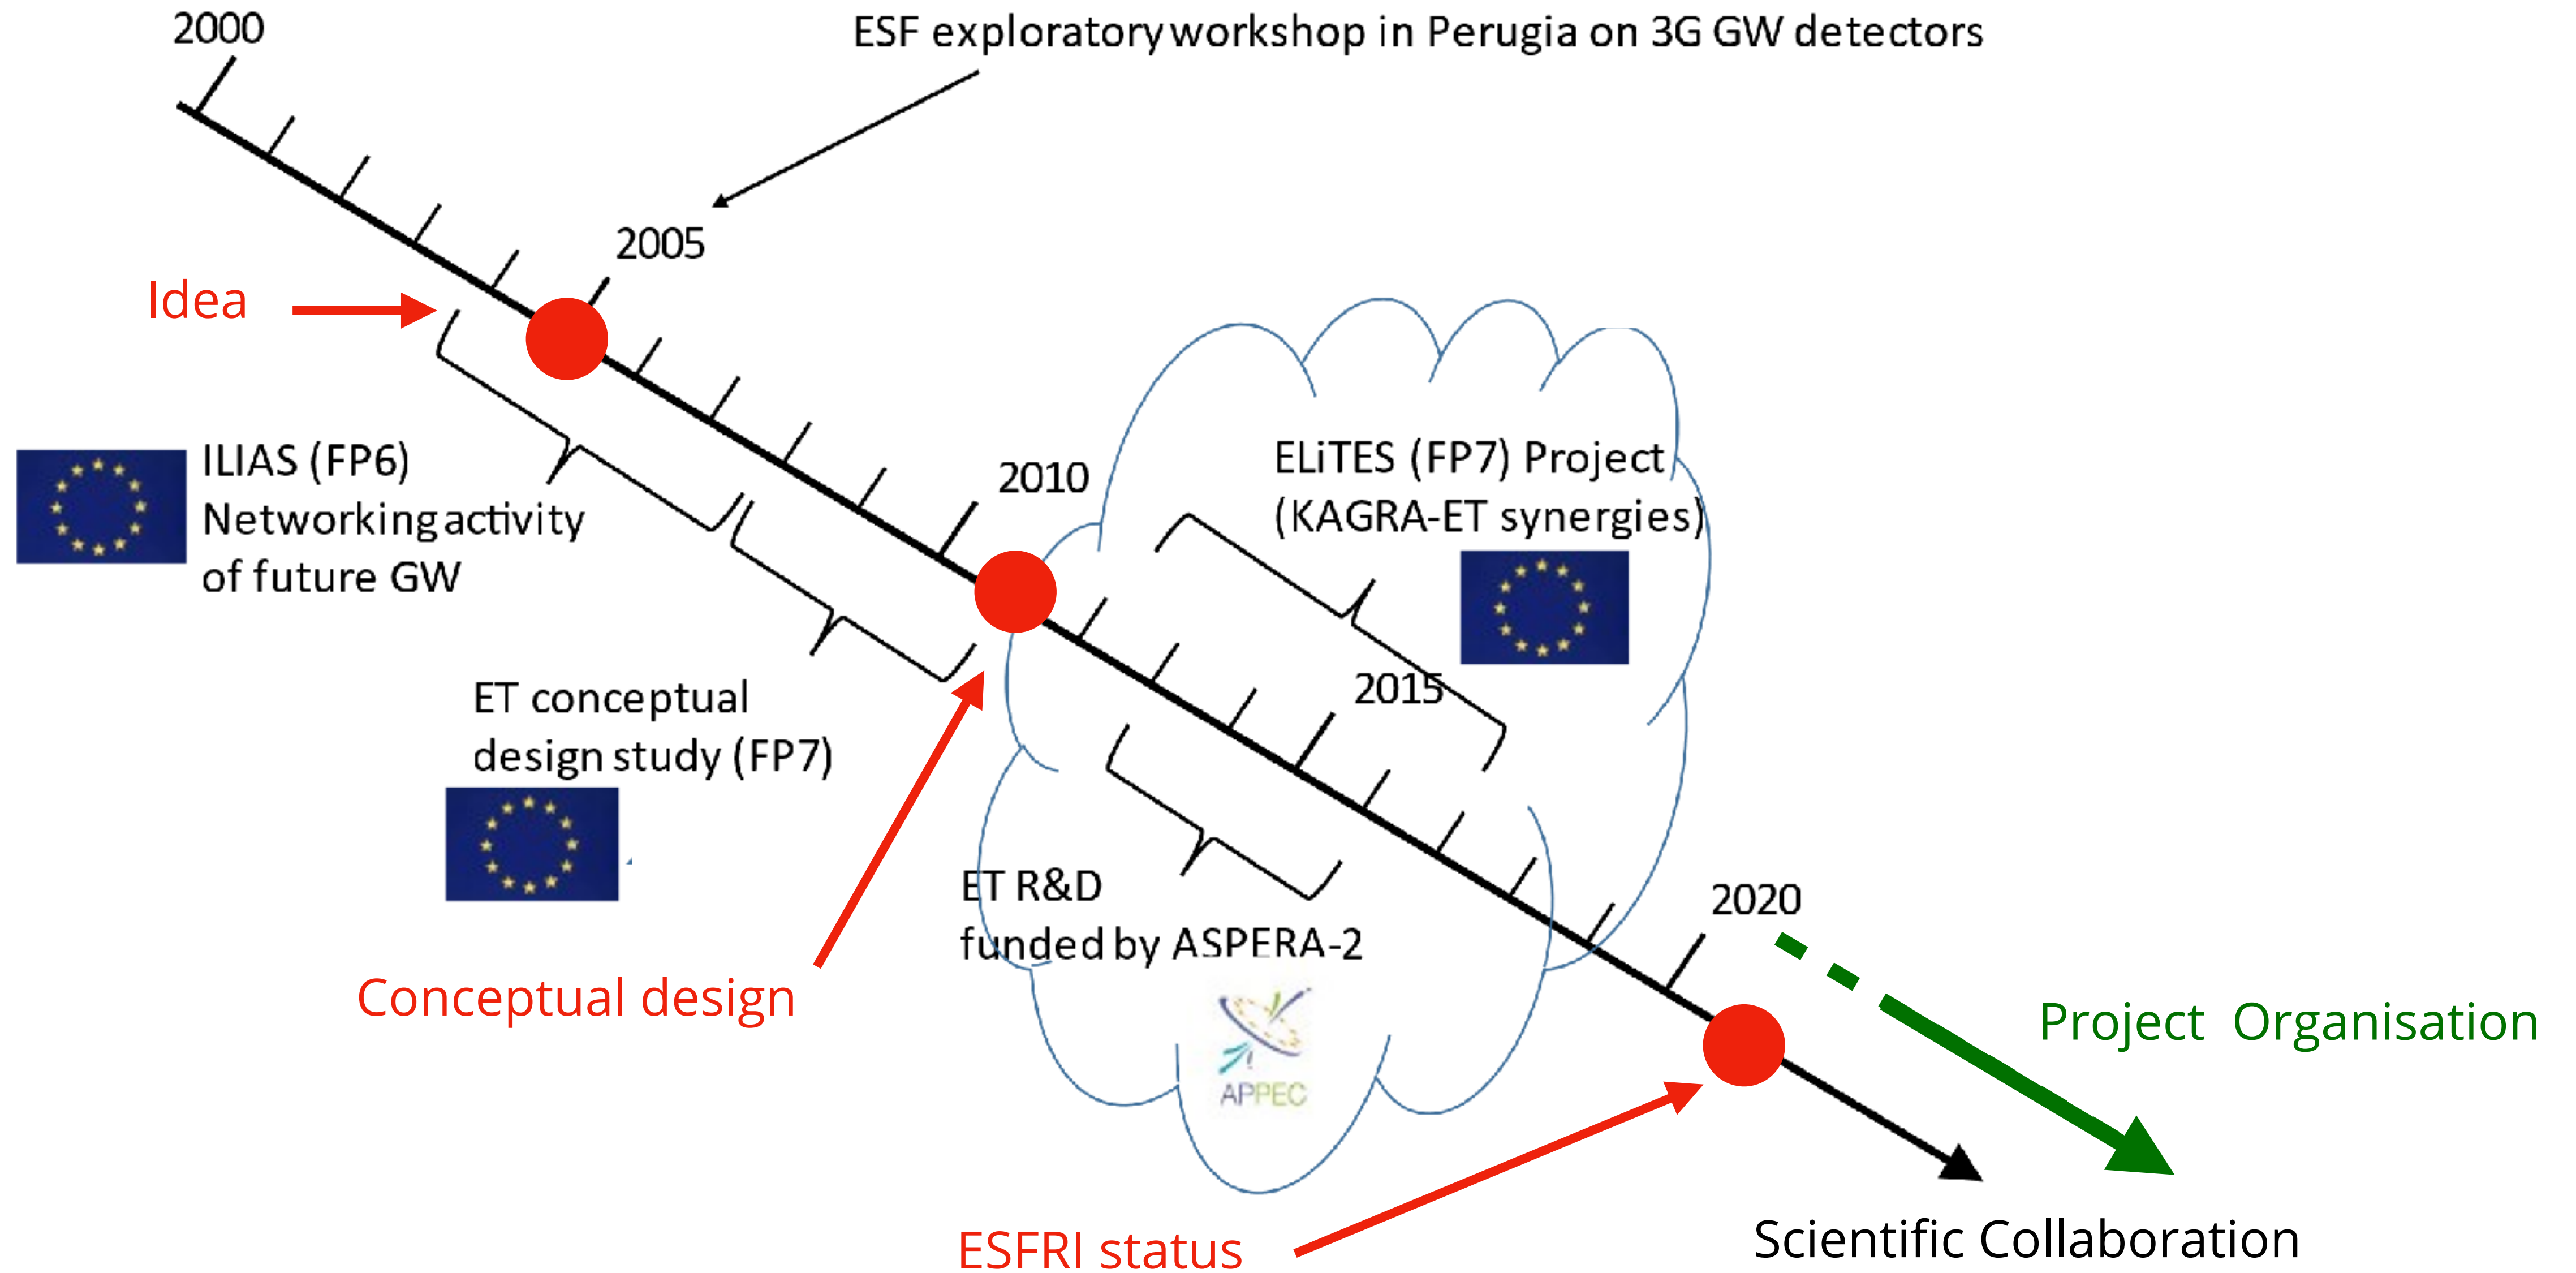 2000
ESF exploratory workshop in Perugia on 3G GW detectors
2005
Idea
ILIAS (FP6)
Networking activity
of future GW
2010
ELiTES (FP7) Project
(KAGRA-ET synergies)
2015
ET conceptual
design study (FP7)
ET R&D
funded by ASPERA-2
APPEC
2020
Conceptual design
Project Organisation
ESFRI status
Scientific Collaboration